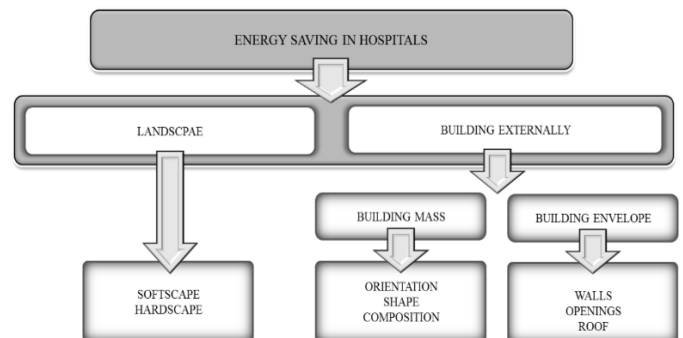 ENERGY SAVING IN HOSPITALS
LANDSCPAE
BUILDING EXTERNALLY
BUILDING MASS
BUILDING ENVELOPE
SOFTSCAPE
HARDSCAPE
ORIENTATION
SHAPE
COMPOSITION
WALLS
OPENINGS
ROOF